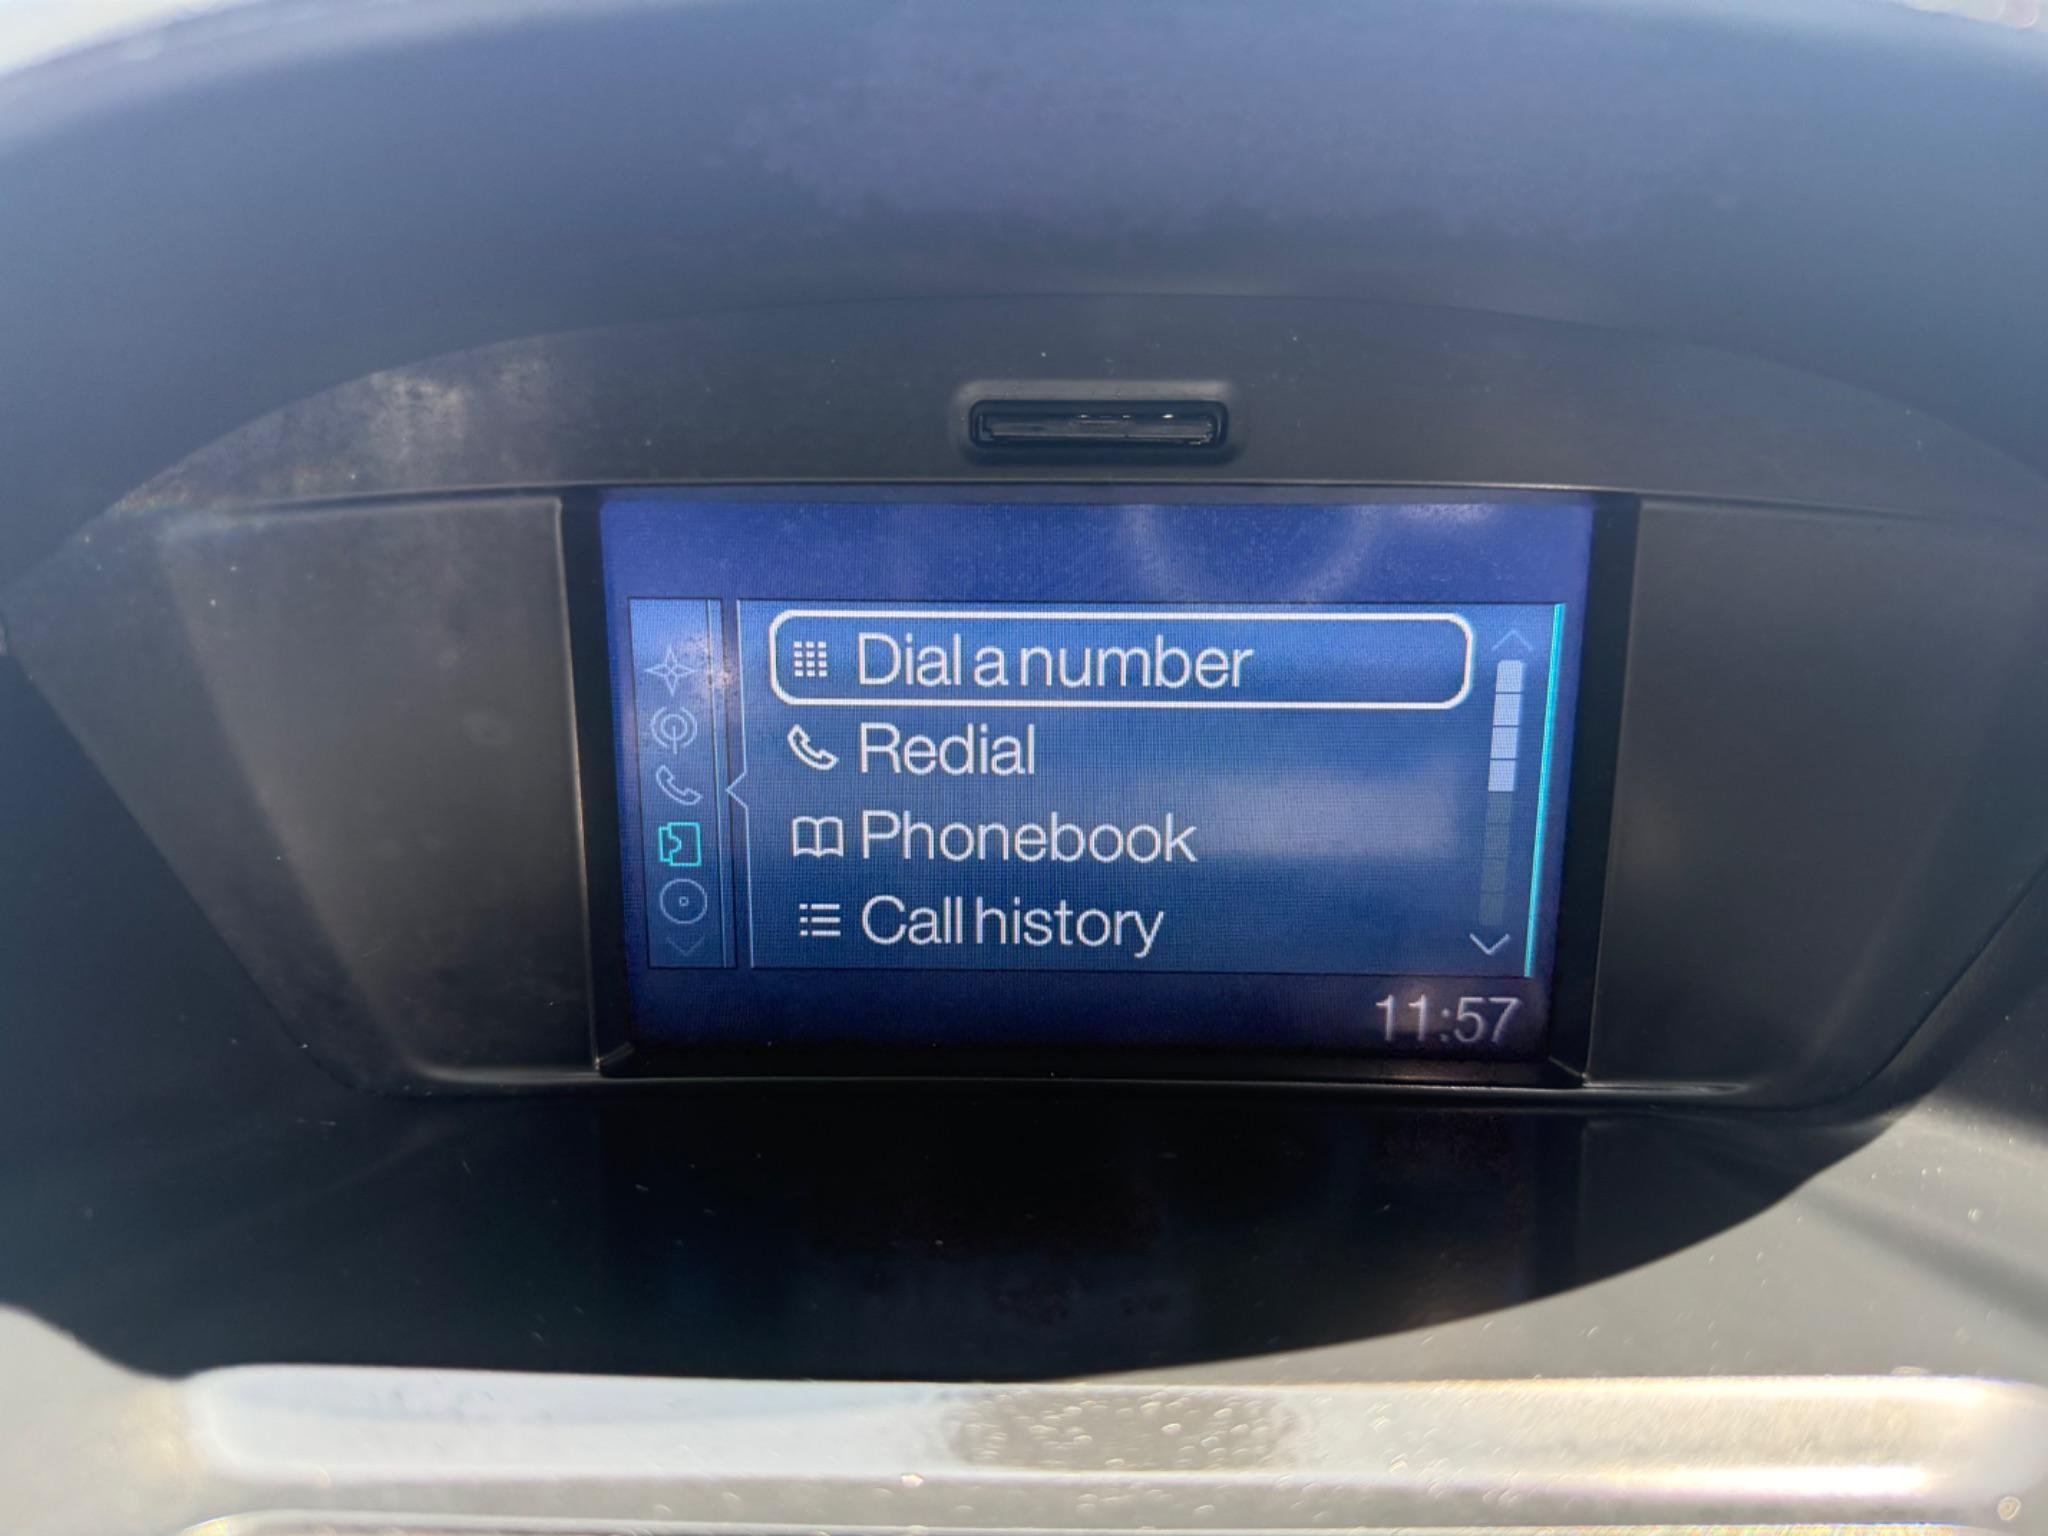 Dial a number
Redial
Phonebook
Call history
11:57